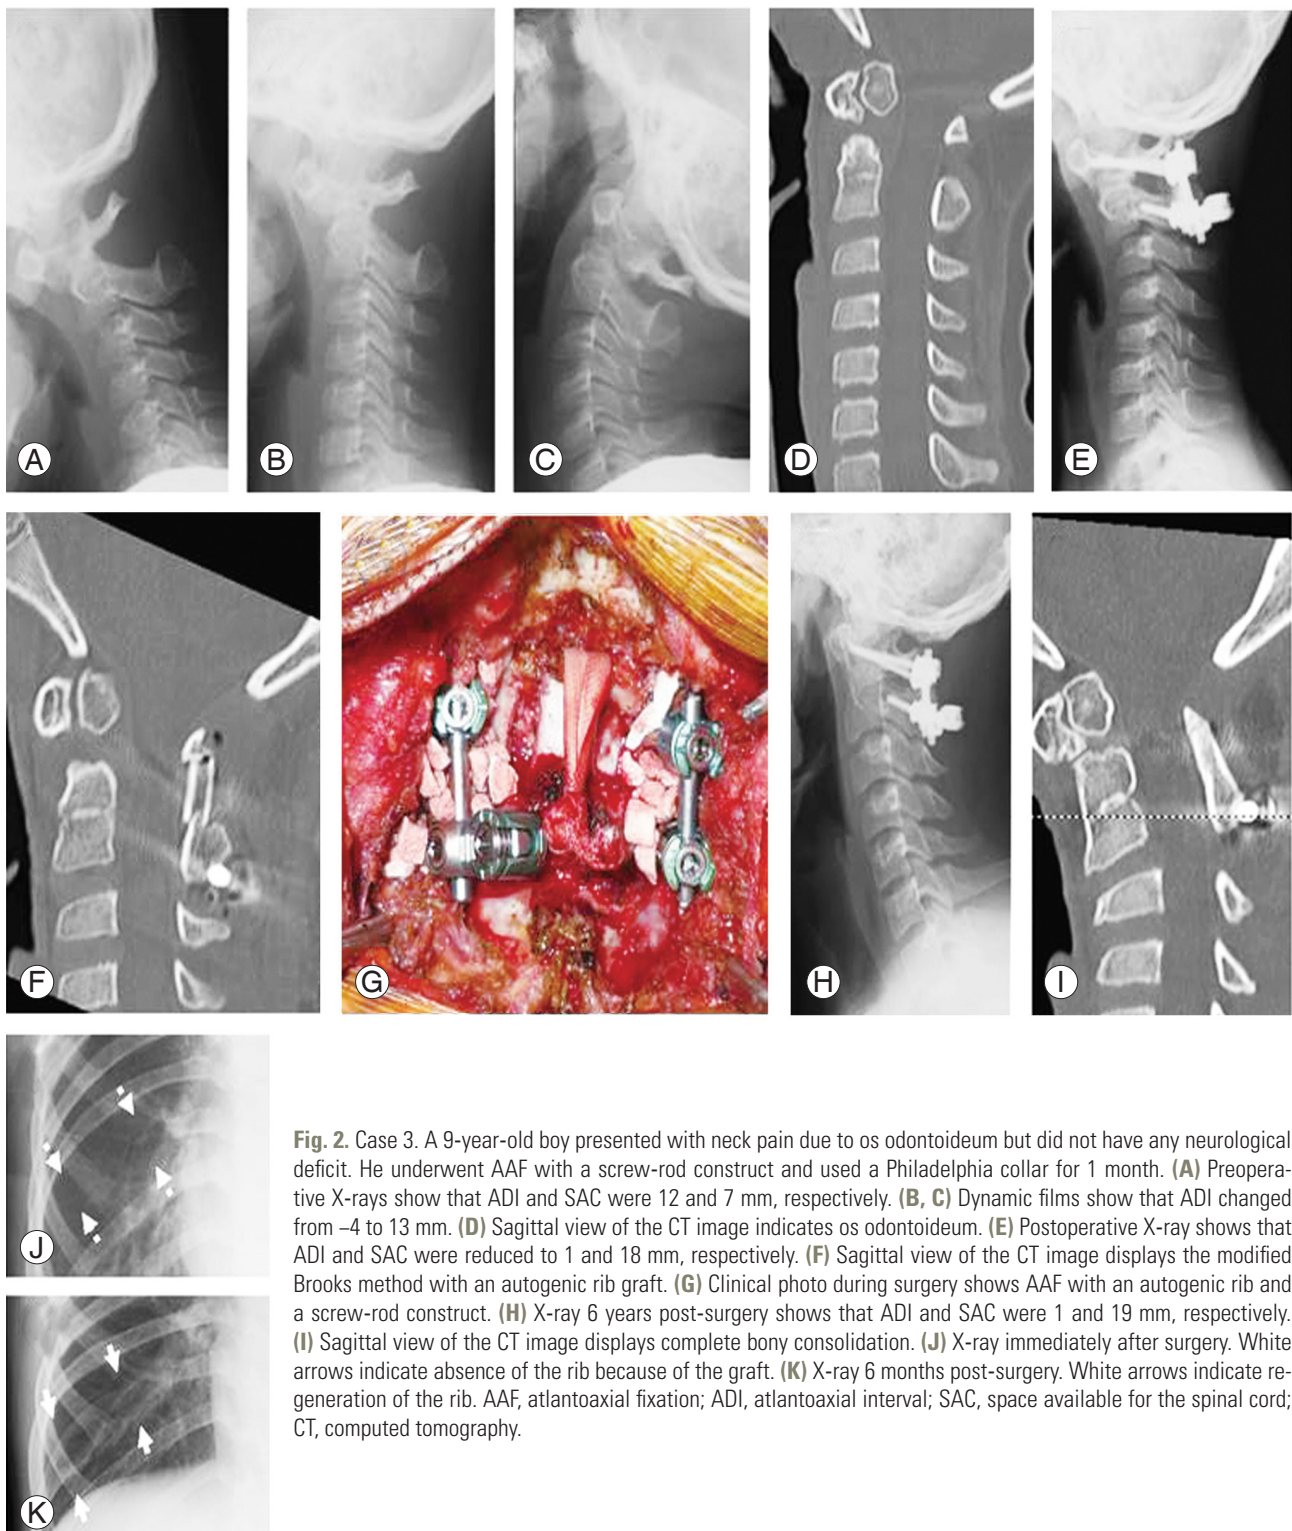 A
B
C
D
E
F
G
H
I
J
K
Fig. 2. Case 3. A 9-year-old boy presented with neck pain due to os odontoideum but did not have any neurological
deficit. He underwent AAF with a screw-rod construct and used a Philadelphia collar for 1 month. (A) Preopera-
tive X-rays show that ADI and SAC were 12 and 7 mm, respectively. (B, C) Dynamic films show that ADI changed
from –4 to 13 mm. (D) Sagittal view of the CT image indicates os odontoideum. (E) Postoperative X-ray shows that
ADI and SAC were reduced to 1 and 18 mm, respectively. (F) Sagittal view of the CT image displays the modified
Brooks method with an autogenic rib graft. (G) Clinical photo during surgery shows AAF with an autogenic rib and
a screw-rod construct. (H) X-ray 6 years post-surgery shows that ADI and SAC were 1 and 19 mm, respectively.
(I) Sagittal view of the CT image displays complete bony consolidation. (J) X-ray immediately after surgery. White
arrows indicate absence of the rib because of the graft. (K) X-ray 6 months post-surgery. White arrows indicate re-
generation of the rib. AAF, atlantoaxial fixation; ADI, atlantoaxial interval; SAC, space available for the spinal cord;
CT, computed tomography.